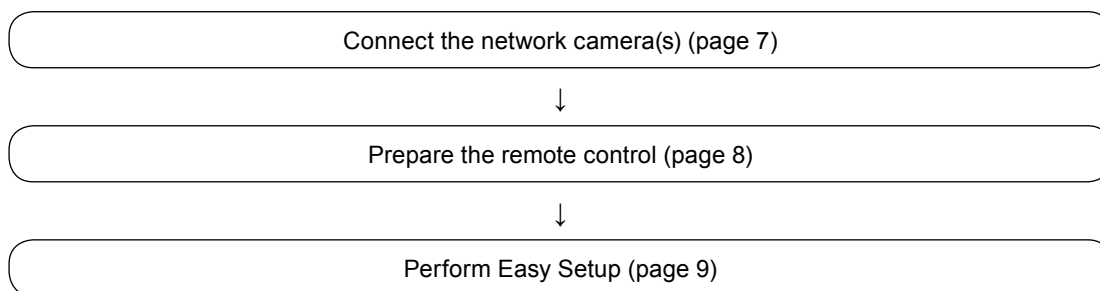 Connect the network camera(s) (page 7)
↓
Prepare the remote control (page 8)
↓
Perform Easy Setup (page 9)